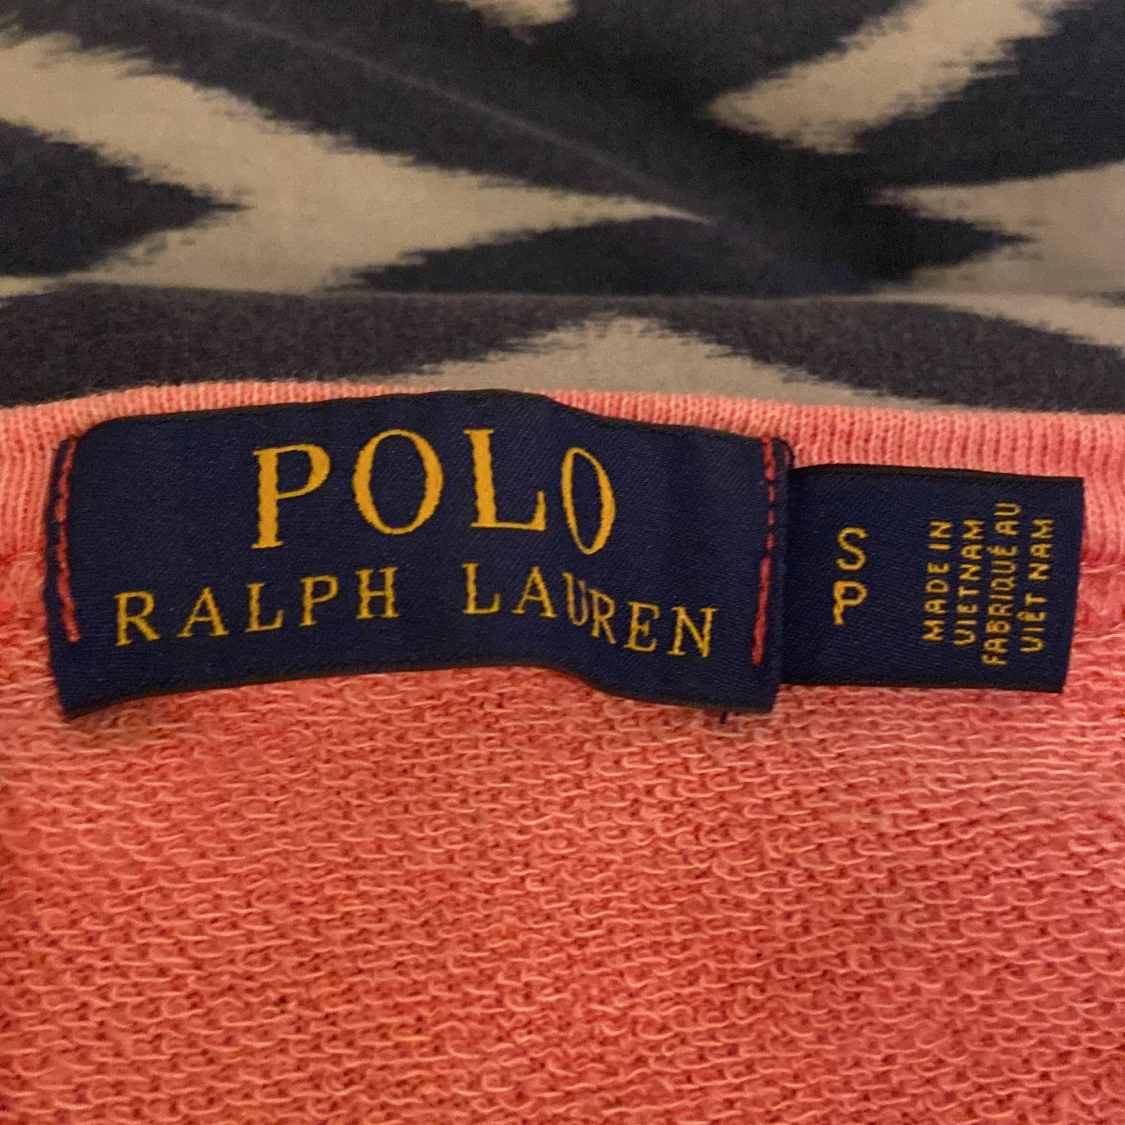 POLO
RALPH LAUREN
S
P
MADE IN
VIETNAM
FABRIQUÉ AU
VIÊT NAM